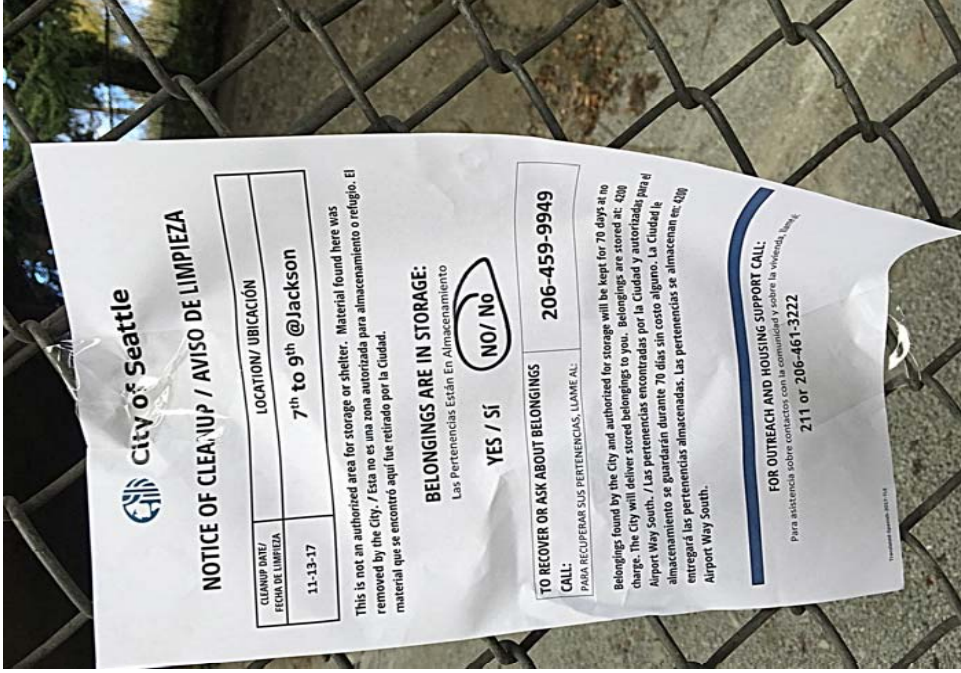 City of Seattle
NOTICE OF CLEANUP / AVISO DE LIMPIEZA
CLEANUP DATE/
FECHA DE LIMPIEZA
LOCATION/ UBICACIÓN
11-13-17
7th to 9th @Jackson
This is not an authorized area for storage or shelter. Material found here was
removed by the City. / Esta no es una zona autorizada para almacenamiento o refugio. El
material que se encontró aquí fue retirado por la Ciudad.
BELONGINGS ARE IN STORAGE:
Las Pertenencias Están En Almacenamiento
YES / Sí NO/ No
TO RECOVER OR ASK ABOUT BELONGINGS
CALL:
PARA RECUPERAR SUS PERTENENCIAS, LLAME AL:
206-459-9949
Belongings found by the City and authorized for storage will be kept for 70 days at no
charge. The City will deliver stored belongings to you. Belongings are stored at: 4200
Airport Way South. / Las pertenencias encontradas por la Ciudad y autorizadas para el
almacenamiento se guardarán durante 70 días sin costo alguno. La Ciudad le
entregará las pertenencias almacenadas. Las pertenencias se almacenan en: 4200
Airport Way South.
FOR OUTREACH AND HOUSING SUPPORT CALL:
Para asistencia sobre contactos con la comunidad y sobre la vivienda, llame
211 or 206-461-3222
Translated-Spanish